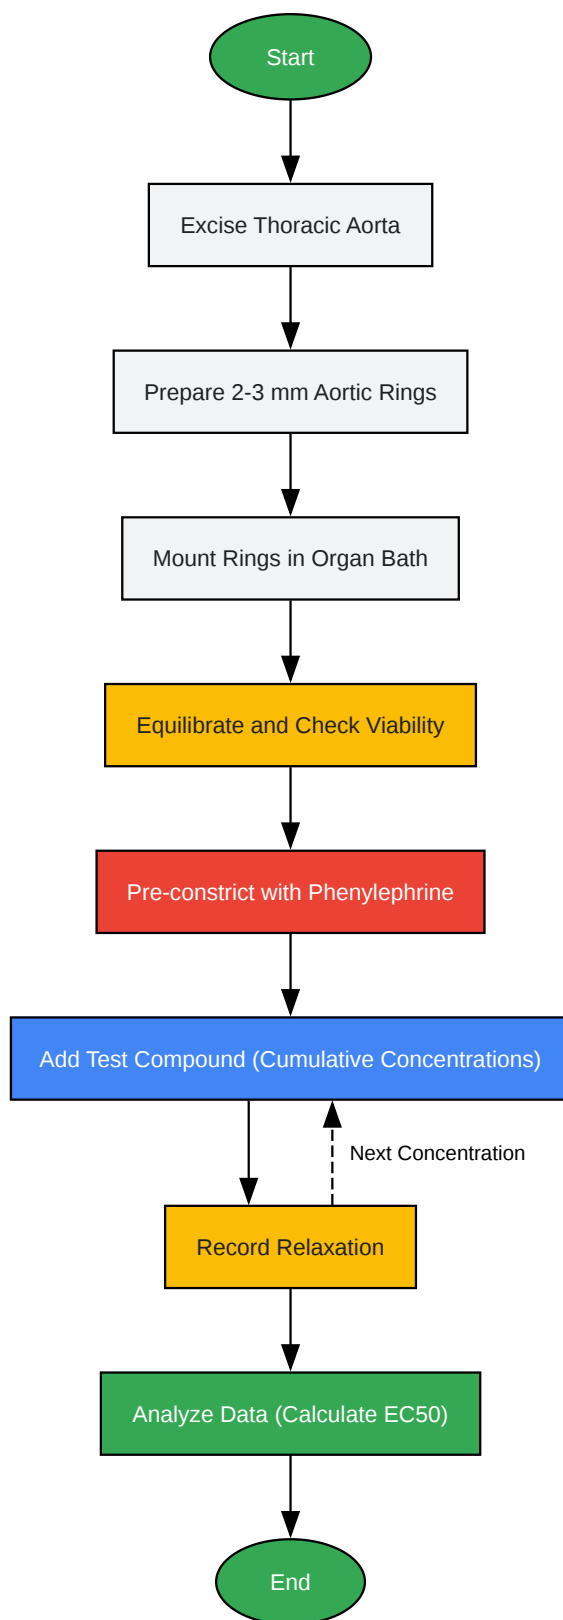 Start
Excise Thoracic Aorta
Prepare 2-3 mm Aortic Rings
Mount Rings in Organ Bath
Equilibrate and Check Viability
Pre-constrict with Phenylephrine
Add Test Compound (Cumulative Concentrations)
Next Concentration
Record Relaxation
Analyze Data (Calculate EC50)
End